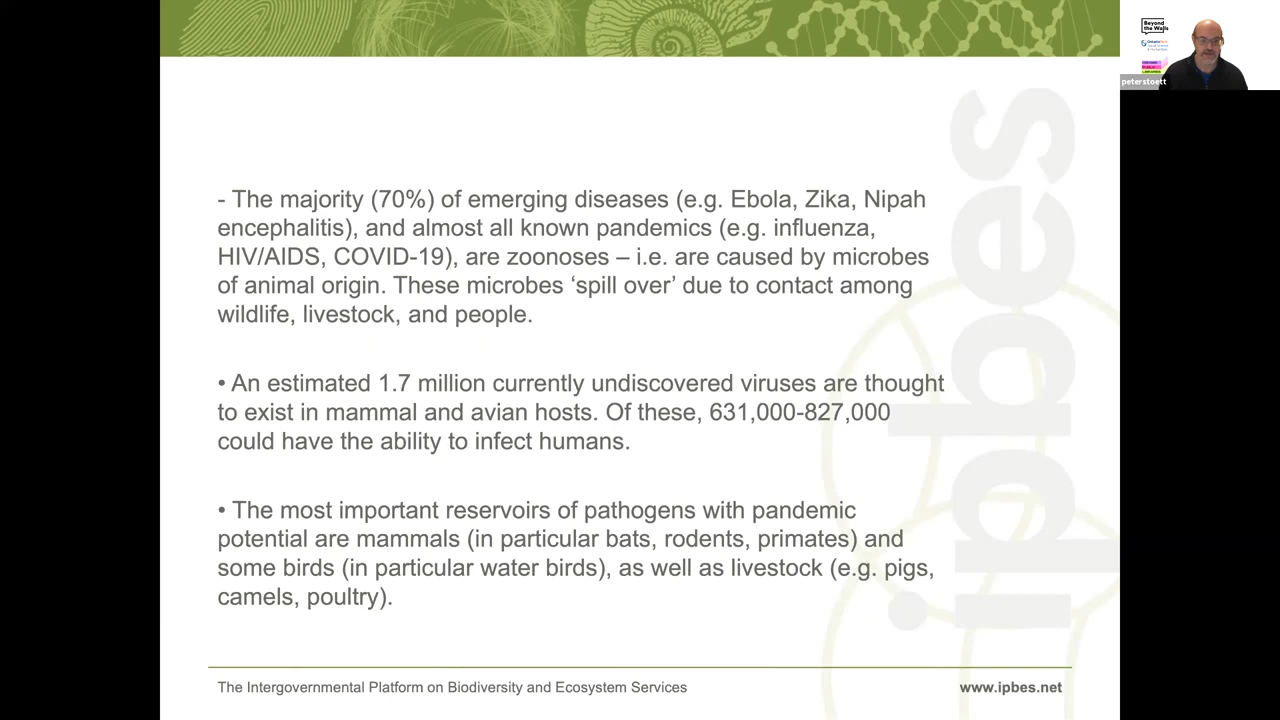 Beyond
the Walls
peterstoett
- The majority (70%) of emerging diseases (e.g. Ebola, Zika, Nipah
encephalitis), and almost all known pandemics (e.g. influenza,
HIV/AIDS, COVID-19), are zoonoses – i.e. are caused by microbes
of animal origin. These microbes ‘spill over’ due to contact among
wildlife, livestock, and people.
• An estimated 1.7 million currently undiscovered viruses are thought
to exist in mammal and avian hosts. Of these, 631,000-827,000
could have the ability to infect humans.
• The most important reservoirs of pathogens with pandemic
potential are mammals (in particular bats, rodents, primates) and
some birds (in particular water birds), as well as livestock (e.g. pigs,
camels, poultry).
ipbes
The Intergovernmental Platform on Biodiversity and Ecosystem Services
www.ipbes.net